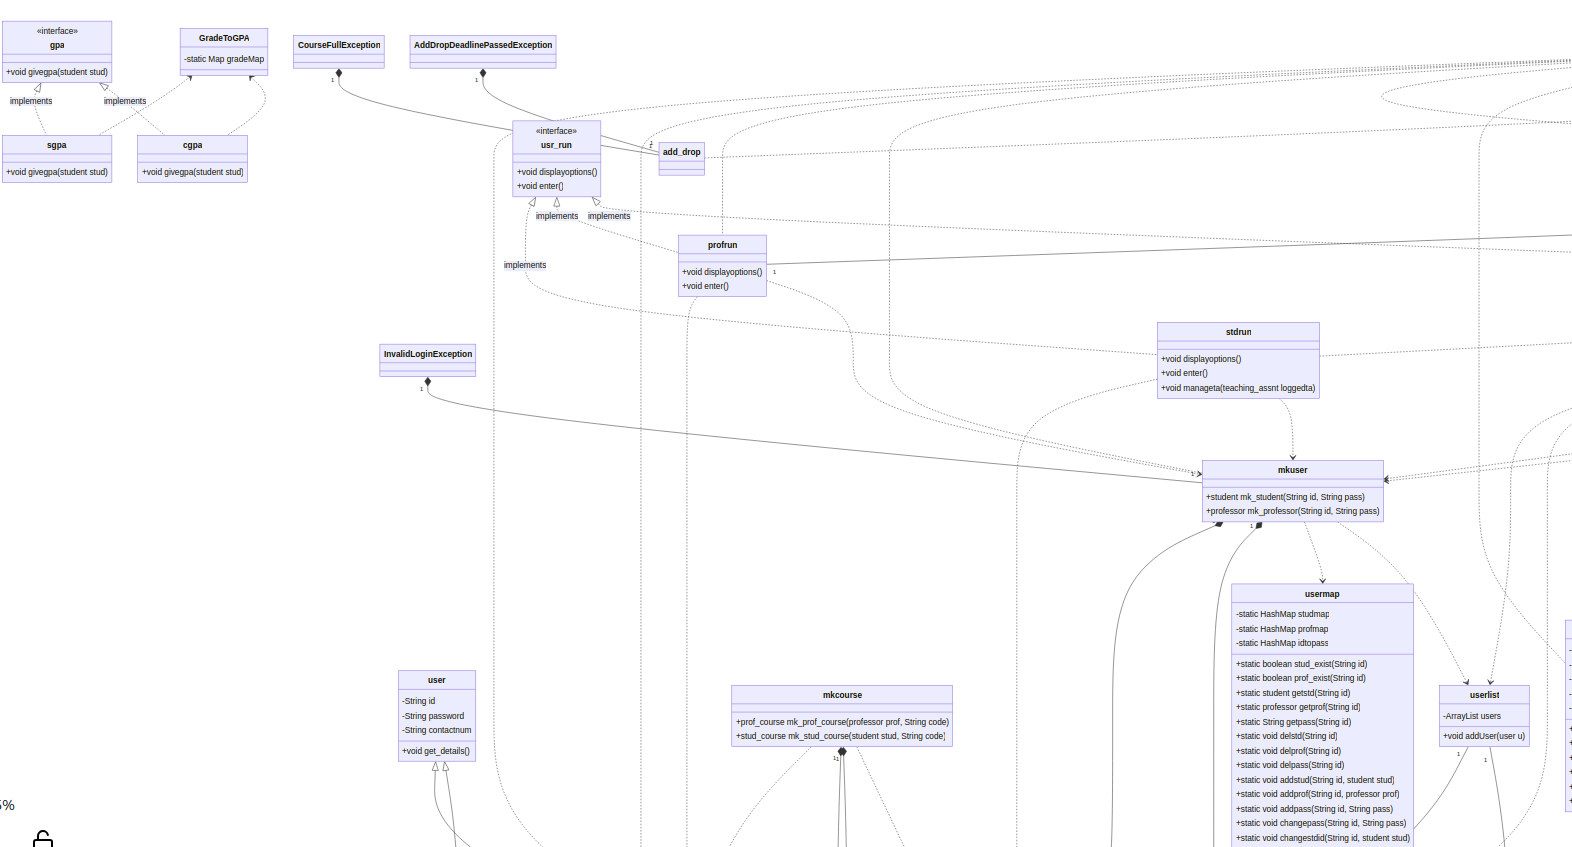 «interface»
gpa
+void givegpa(student stud)
GradeToGPA
-static Map gradeMap
CourseFullException
1
AddDropDeadlinePassedException
1
implements
implements
sgpa
+void givegpa(student stud)
cgpa
+void givegpa(student stud)
«interface»
usr_run
+void displayoptions()
+void enter()
1
add_drop
implements
implements
implements
profrun
+void displayoptions()
+void enter()
1
stdrun
+void displayoptions()
+void enter()
+void manageta(teaching_assnt loggedta)
InvalidLoginException
1
1
mkuser
+student mk_student(String id, String pass)
+professor mk_professor(String id, String pass)
1
usermap
-static HashMap studmap
-static HashMap profmap
-static HashMap idtopass
+static boolean stud_exist(String id)
+static boolean prof_exist(String id)
+static student getstd(String id)
+static professor getprof(String id)
+static String getpass(String id)
+static void delstd(String id)
+static void delprof(String id)
+static void delpass(String id)
+static void addstud(String id, student stud)
+static void addprof(String id, professor prof)
+static void addpass(String id, String pass)
+static void changepass(String id, String pass)
+static void changestdid(String id, student stud)
user
-String id
-String password
-String contactnum
+void get_details()
mkcourse
+prof_course mk_prof_course(professor prof, String code)
+stud_course mk_stud_course(student stud, String code)
1
1
userlist
-ArrayList users
+void addUser(user u)
1
1
%